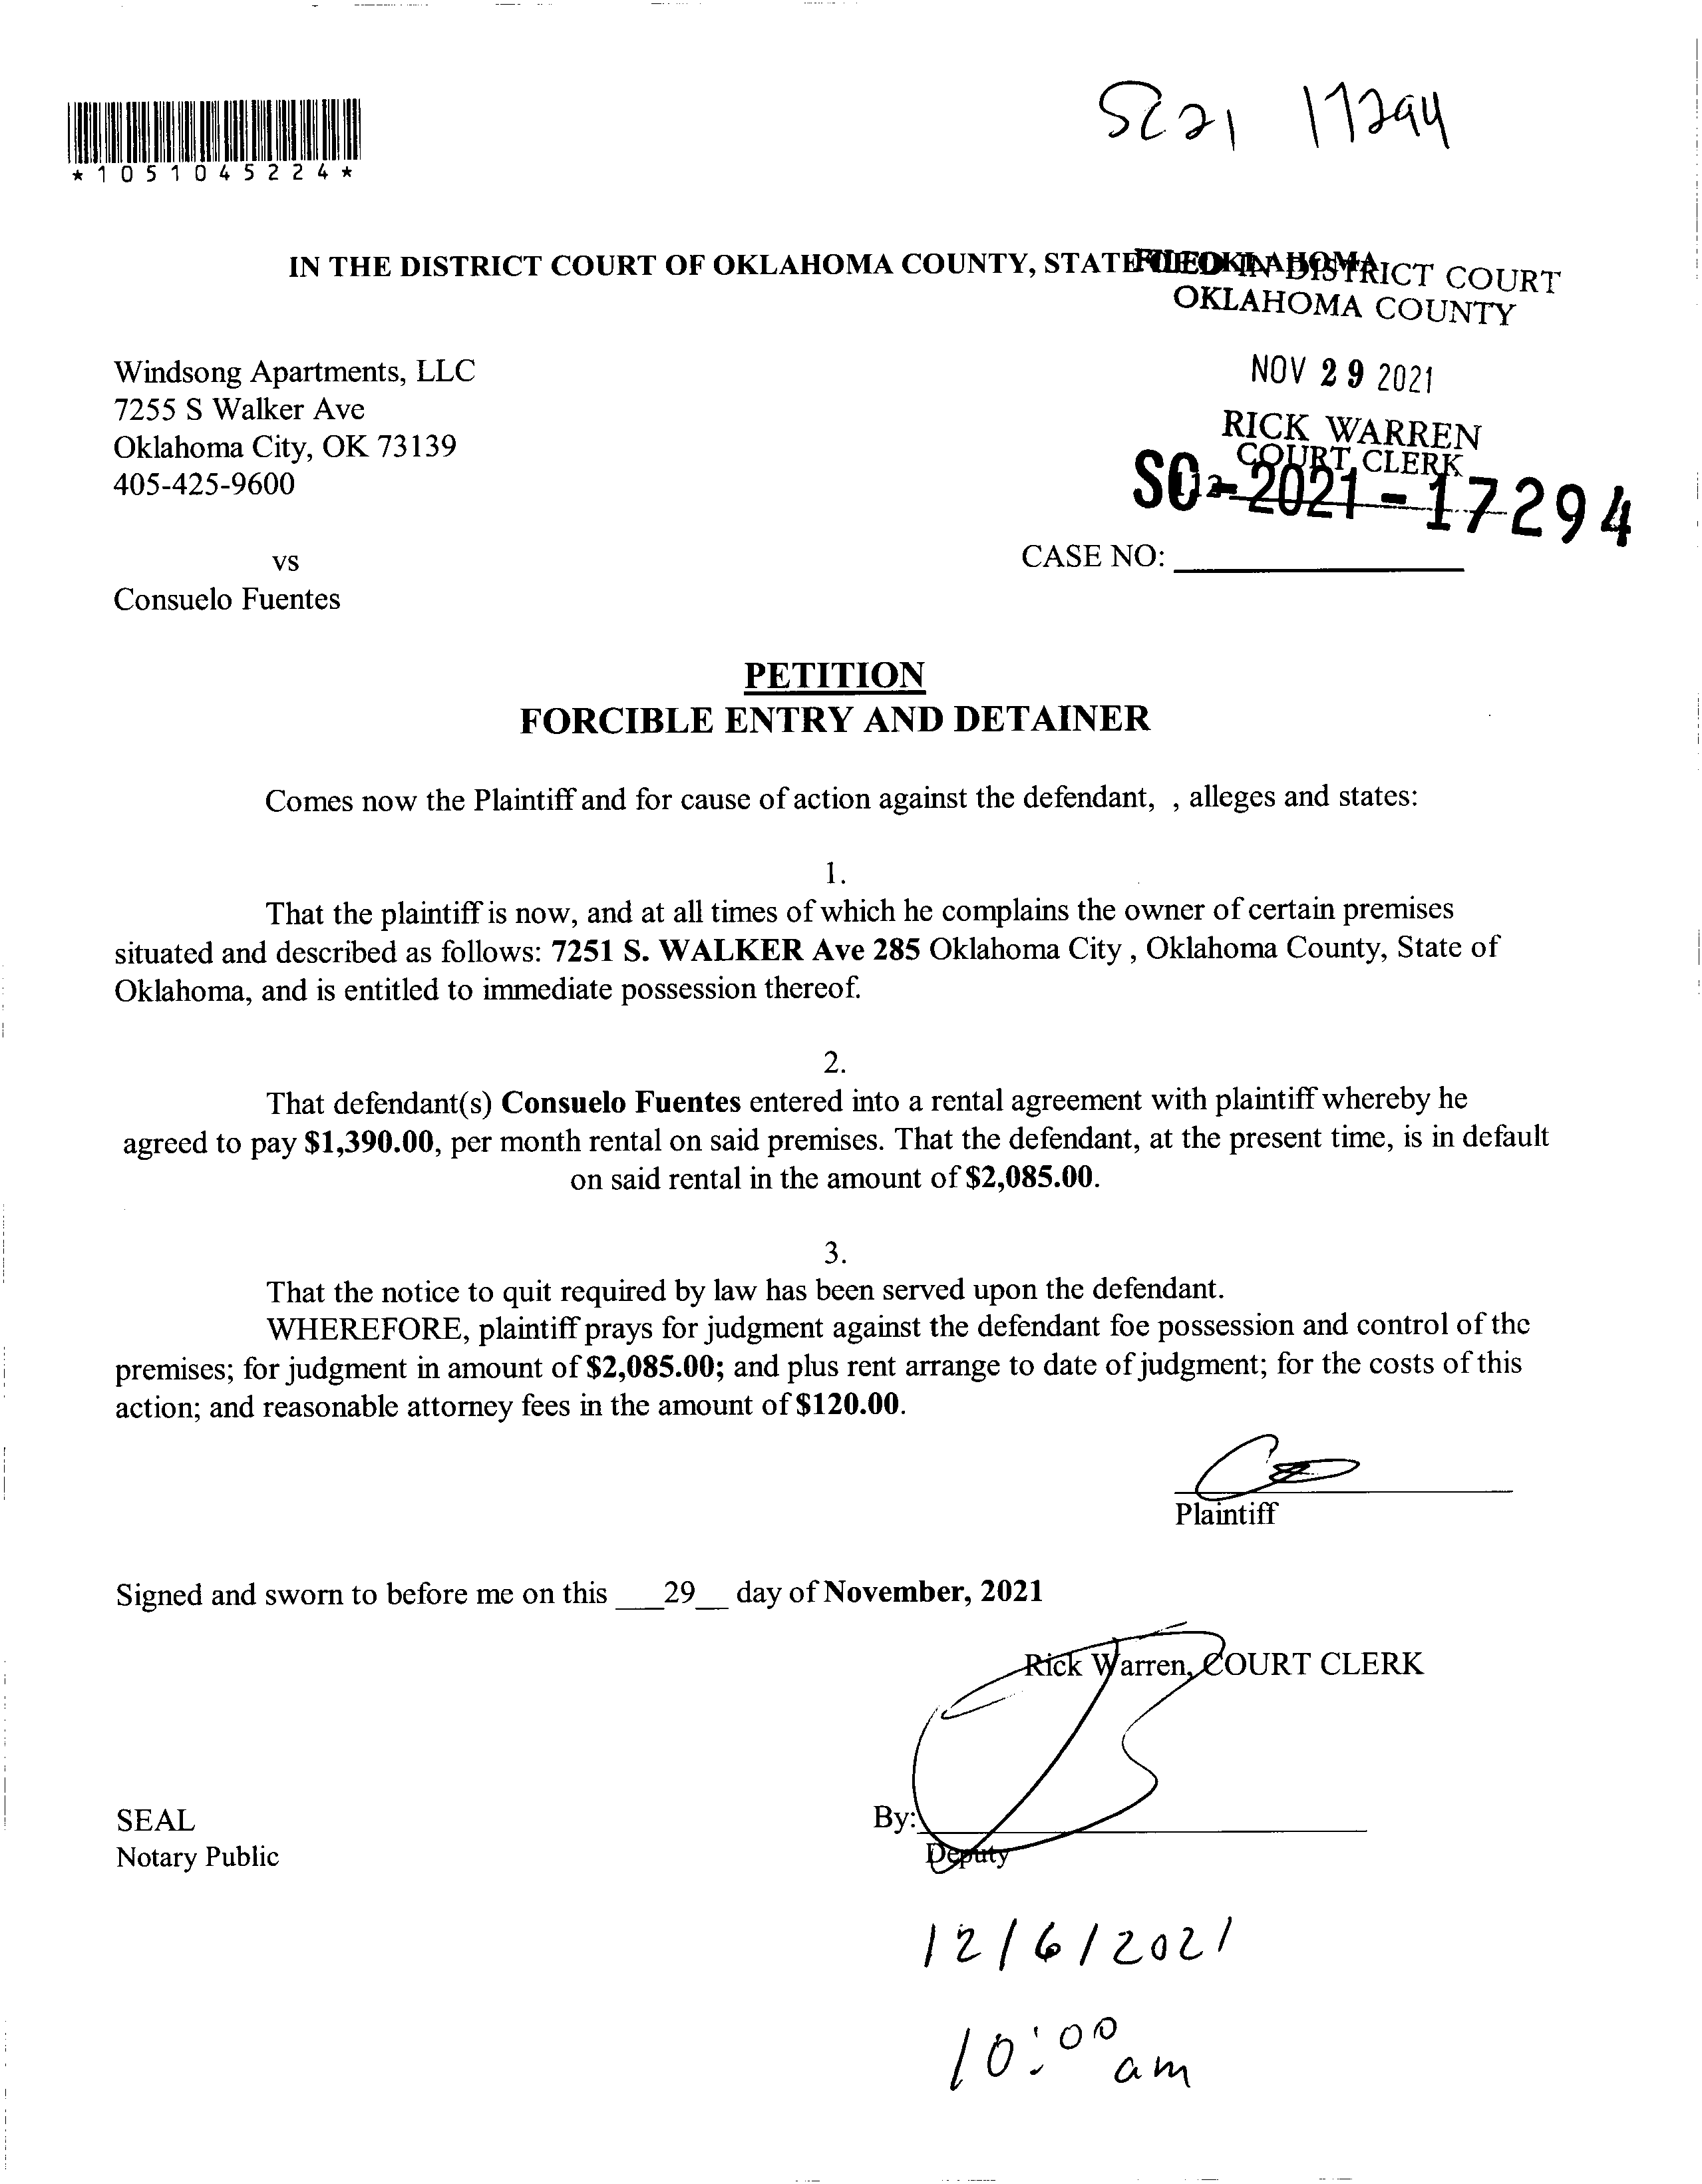 SC21 17294
*1051045224*
IN THE DISTRICT COURT OF OKLAHOMA COUNTY, STATE OF OKLAHOMA
FILED IN DISTRICT COURT
OKLAHOMA COUNTY
Windsong Apartments, LLC
7255 S Walker Ave
Oklahoma City, OK 73139
405-425-9600
NOV 29 2021
RICK WARREN
COURT CLERK
SC-2021-17294
CASE NO:
vs
Consuelo Fuentes
PETITION
FORCIBLE ENTRY AND DETAINER
Comes now the Plaintiff and for cause of action against the defendant, , alleges and states:
1.
That the plaintiff is now, and at all times of which he complains the owner of certain premises
situated and described as follows: 7251 S. WALKER Ave 285 Oklahoma City , Oklahoma County, State of
Oklahoma, and is entitled to immediate possession thereof.
2.
That defendant(s) Consuelo Fuentes entered into a rental agreement with plaintiff whereby he
agreed to pay $1,390.00, per month rental on said premises. That the defendant, at the present time, is in default
on said rental in the amount of $2,085.00.
3.
That the notice to quit required by law has been served upon the defendant.
WHEREFORE, plaintiff prays for judgment against the defendant foe possession and control of the
premises; for judgment in amount of $2,085.00; and plus rent arrange to date of judgment; for the costs of this
action; and reasonable attorney fees in the amount of $120.00.
Plaintiff
Signed and sworn to before me on this ___29__ day of November, 2021
Rick Warren, COURT CLERK
SEAL
By:
Notary Public
Deputy
12/6/2021
10:00 am